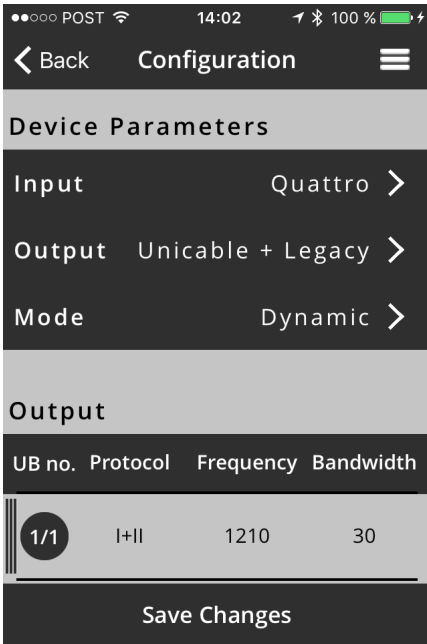 POST 14:02 100 %
Back Configuration
Device Parameters
Input Quattro
Output Unicable + Legacy
Mode Dynamic
Output
UB no. Protocol Frequency Bandwidth
1/1 I+II 1210 30
Save Changes